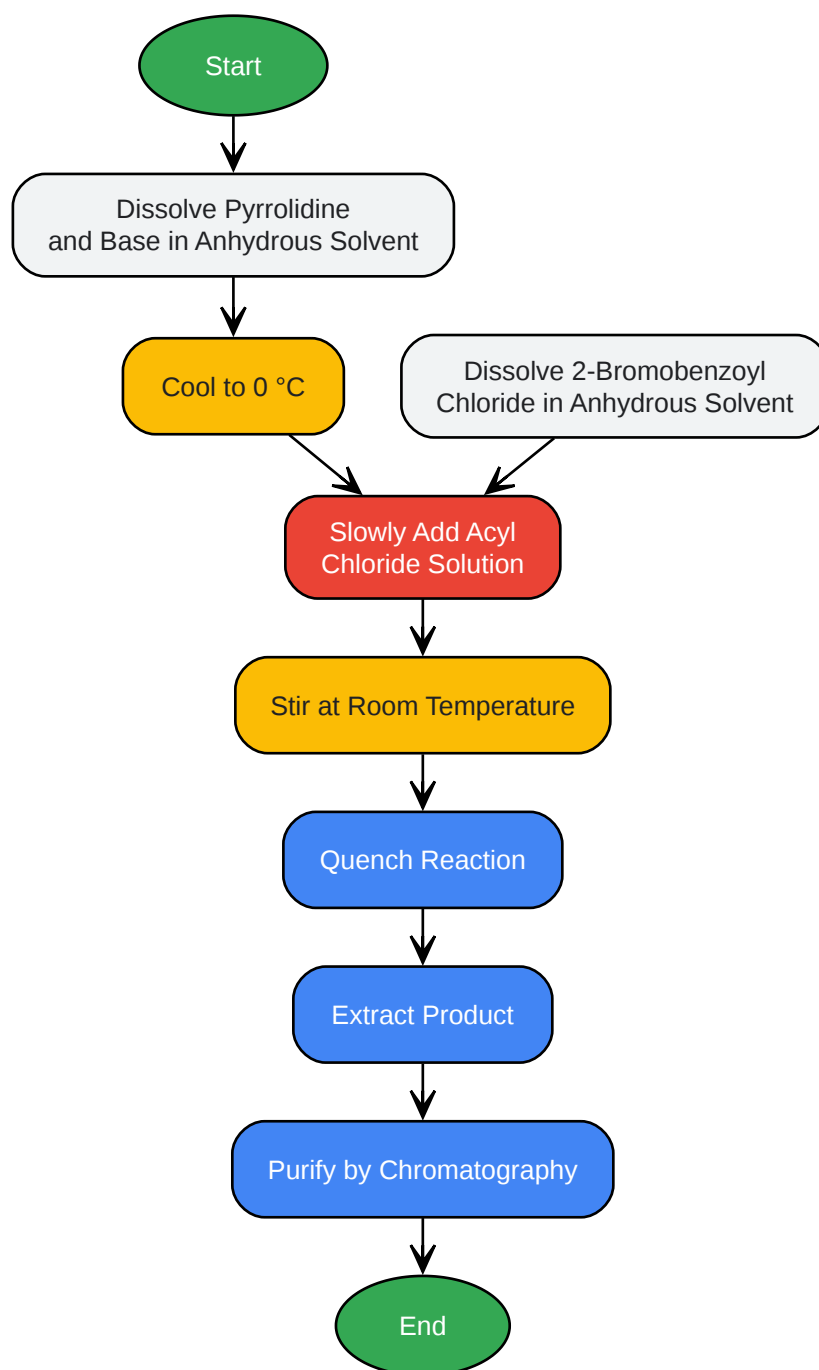 Start
Dissolve Pyrrolidine
and Base in Anhydrous Solvent
Cool to 0 °C
Dissolve 2-Bromobenzoyl
Chloride in Anhydrous Solvent
Slowly Add Acyl
Chloride Solution
Stir at Room Temperature
Quench Reaction
Extract Product
Purify by Chromatography
End